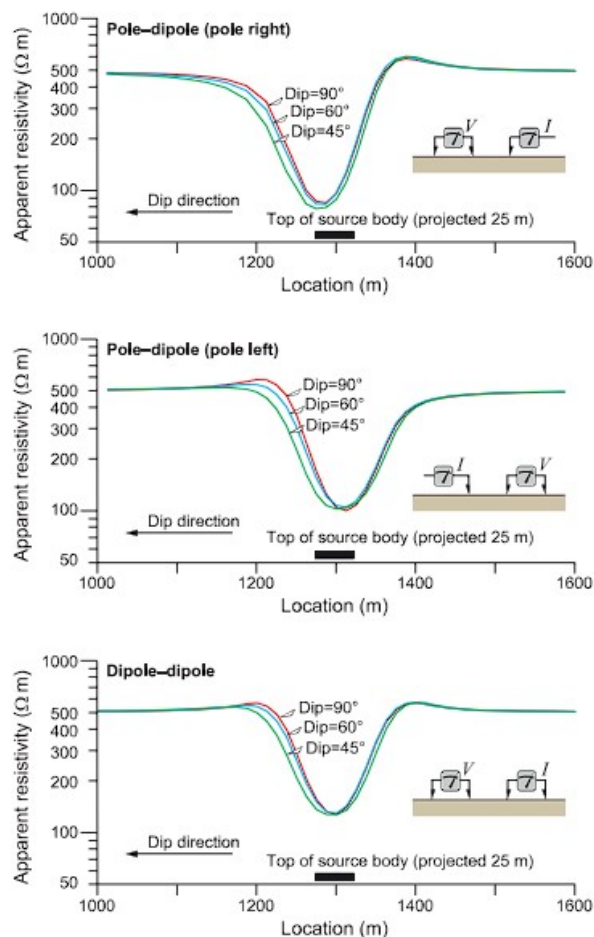 Pole–dipole (pole right)
Apparent resistivity (Ω m)
1000
500
400
300
200
100
50
Dip=90°
Dip=60°
Dip=45°
V
I
Dip direction
Top of source body (projected 25 m)
1000 1200 1400 1600
Location (m)
Pole–dipole (pole left)
Apparent resistivity (Ω m)
1000
500
400
300
200
100
50
Dip=90°
Dip=60°
Dip=45°
I
V
Dip direction
Top of source body (projected 25 m)
1000 1200 1400 1600
Location (m)
Dipole–dipole
Apparent resistivity (Ω m)
1000
500
400
300
200
100
50
Dip=90°
Dip=60°
Dip=45°
V
I
Dip direction
Top of source body (projected 25 m)
1000 1200 1400 1600
Location (m)